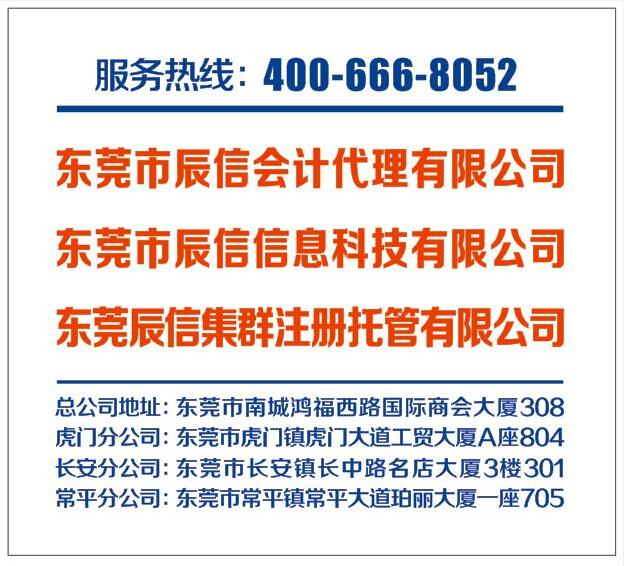 服务热线：400-666-8052
东莞市辰信会计代理有限公司
东莞市辰信信息科技有限公司
东莞辰信集群注册托管有限公司
总公司地址：东莞市南城鸿福西路国际商会大厦308
虎门分公司：东莞市虎门镇虎门大道工贸大厦A座804
长安分公司：东莞市长安镇长中路名店大厦3楼301
常平分公司：东莞市常平镇常平大道珀丽大厦一座705